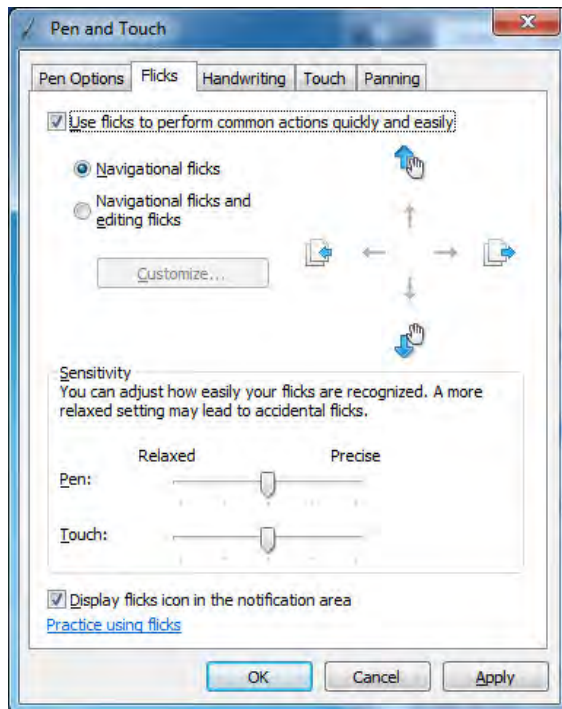 Pen and Touch
Pen Options Flicks Handwriting Touch Panning
Use flicks to perform common actions quickly and easily
Navigational flicks
Navigational flicks and
editing flicks
Customize...
Sensitivity
You can adjust how easily your flicks are recognized. A more
relaxed setting may lead to accidental flicks.
Relaxed Precise
Pen:
Touch:
Display flicks icon in the notification area
Practice using flicks
OK Cancel Apply